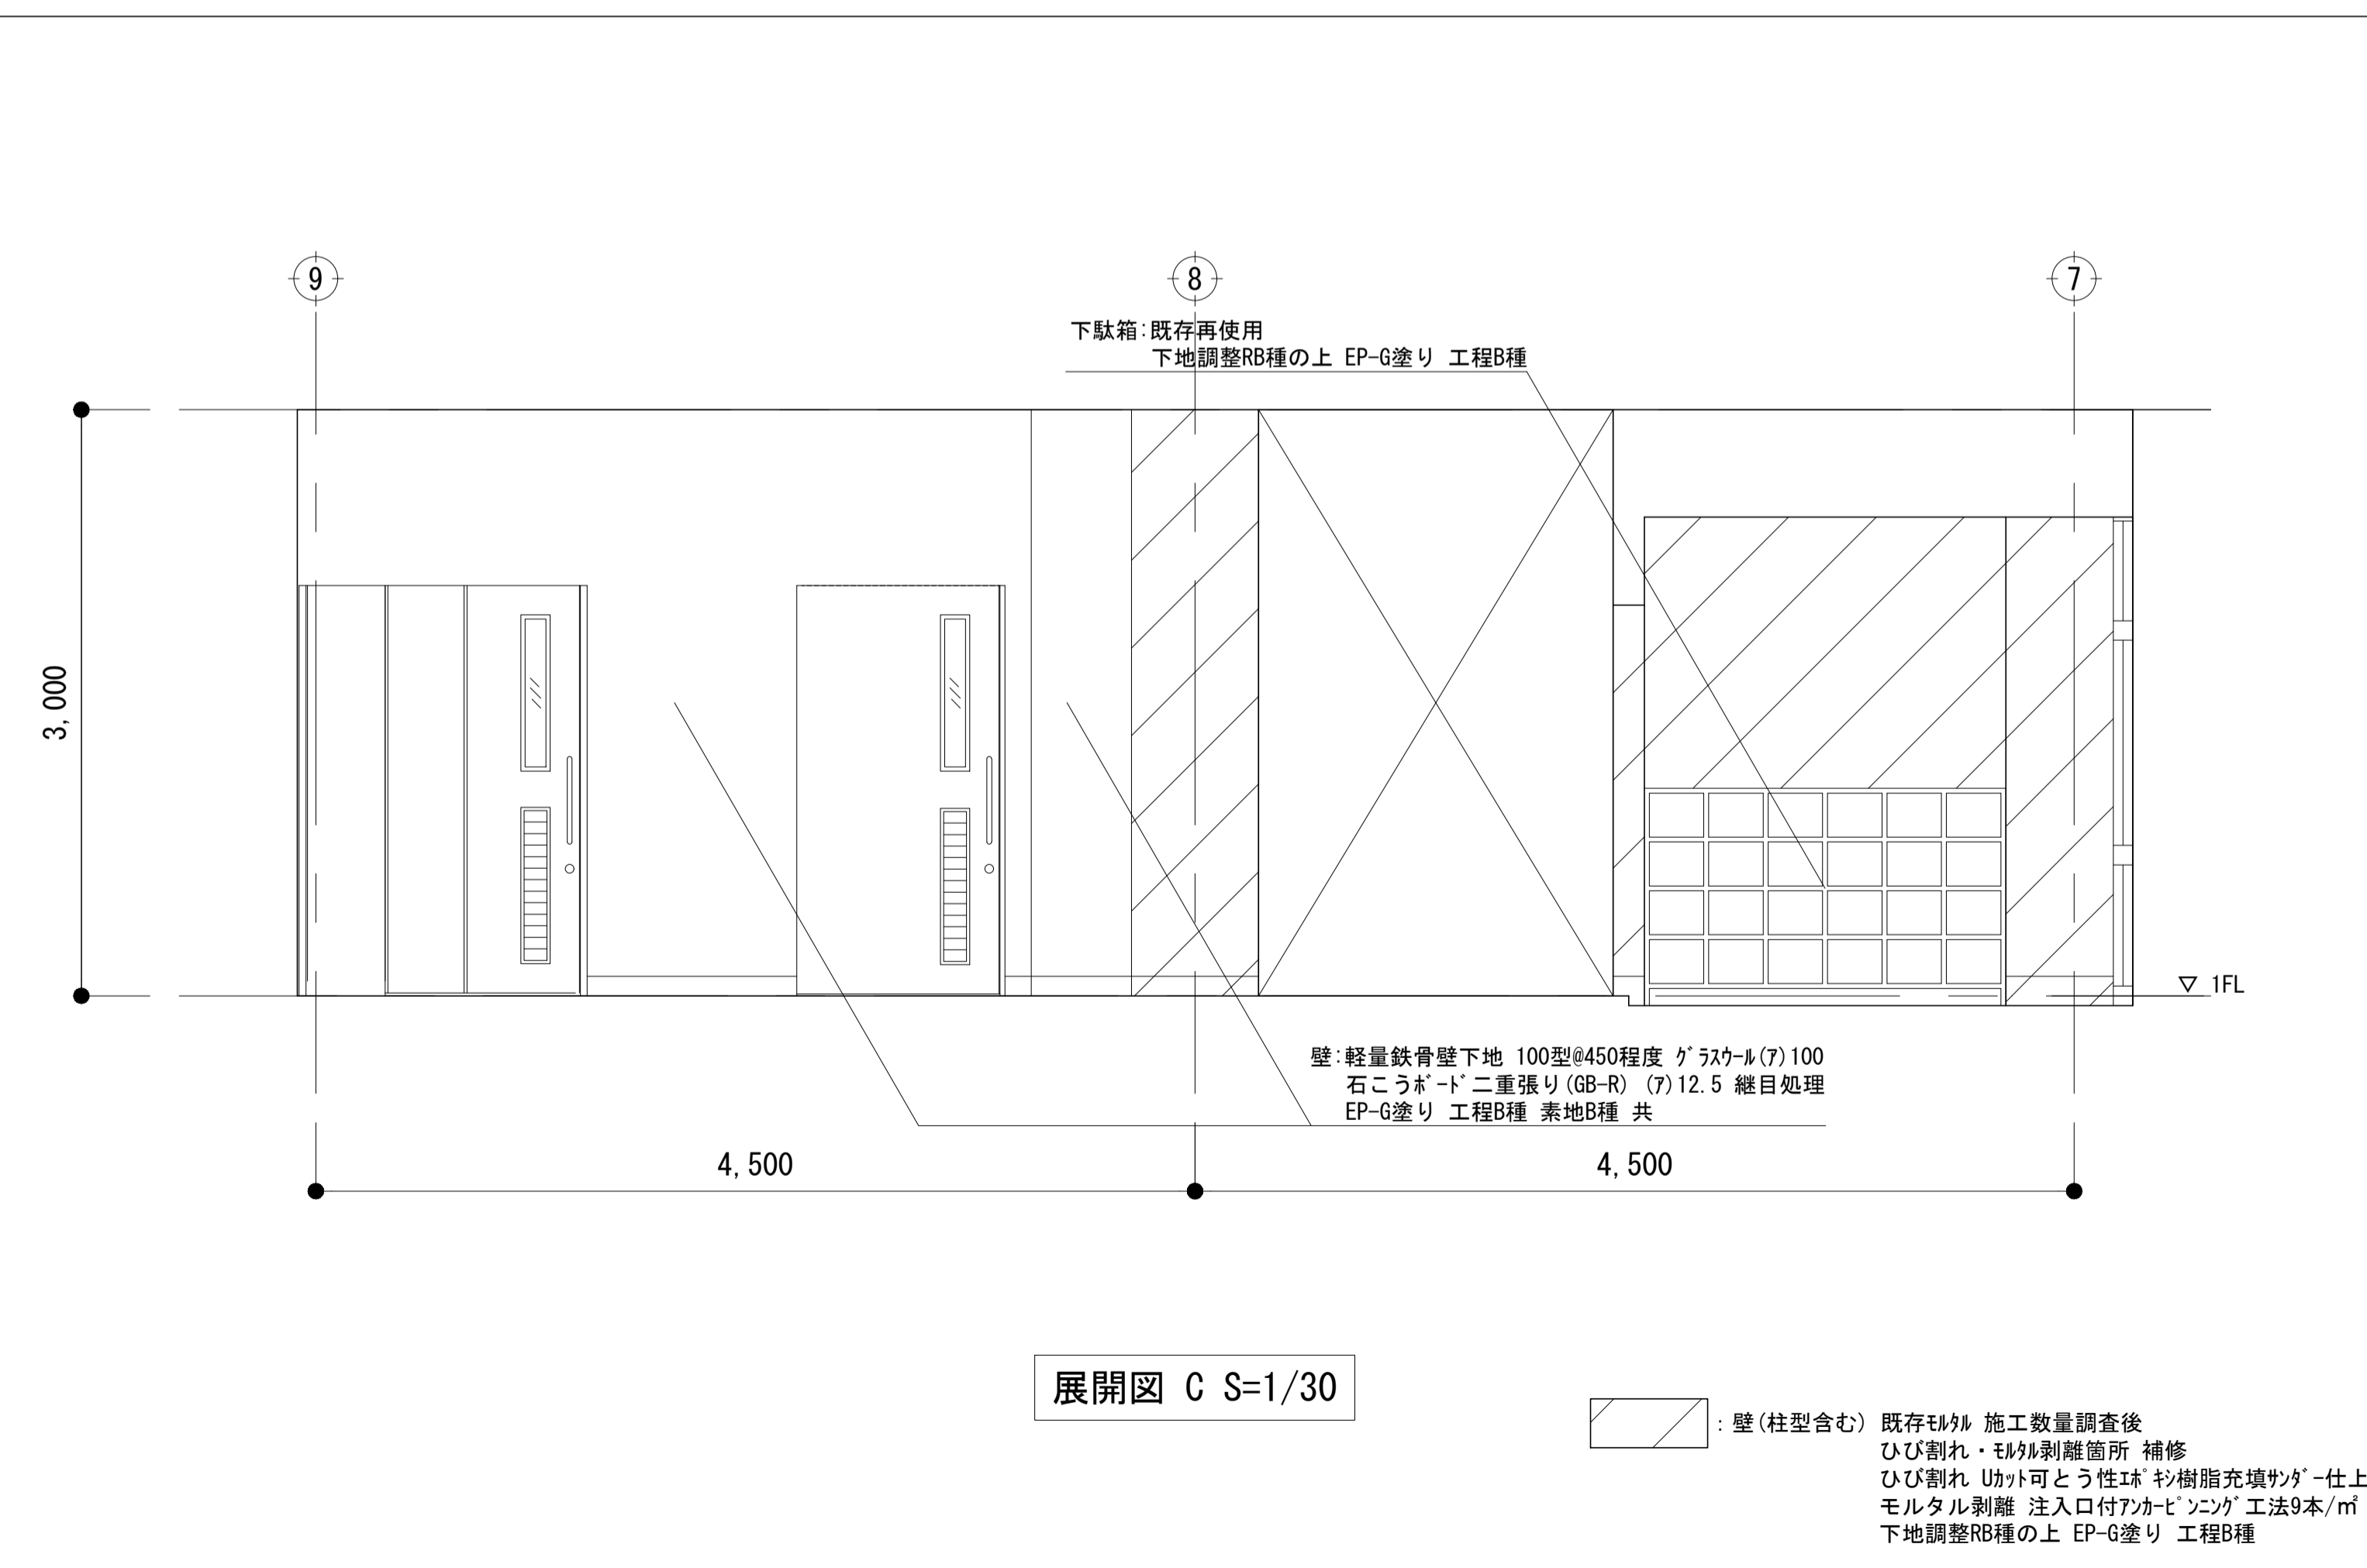 9
8
7
下駄箱:既存再使用
下地調整RB種の上 EP-G塗り 工程B種
3,000
▽ 1FL
壁:軽量鉄骨壁下地 100型@450程度 ｸﾞﾗｽｳｰﾙ(ｱ)100
石こうﾎﾞｰﾄﾞ二重張り(GB-R) (ｱ)12.5 継目処理
EP-G塗り 工程B種 素地B種 共
4,500
4,500
展開図 C S=1/30
:壁(柱型含む) 既存ﾓﾙﾀﾙ 施工数量調査後
ひび割れ・ﾓﾙﾀﾙ剥離箇所 補修
ひび割れ Uｶｯﾄ可とう性ｴﾎﾟｷｼ樹脂充填ｻﾝﾀﾞｰ仕上
モルタル剥離 注入口付ｱﾝｶｰﾋﾟﾝﾆﾝｸﾞ工法9本/㎡
下地調整RB種の上 EP-G塗り 工程B種